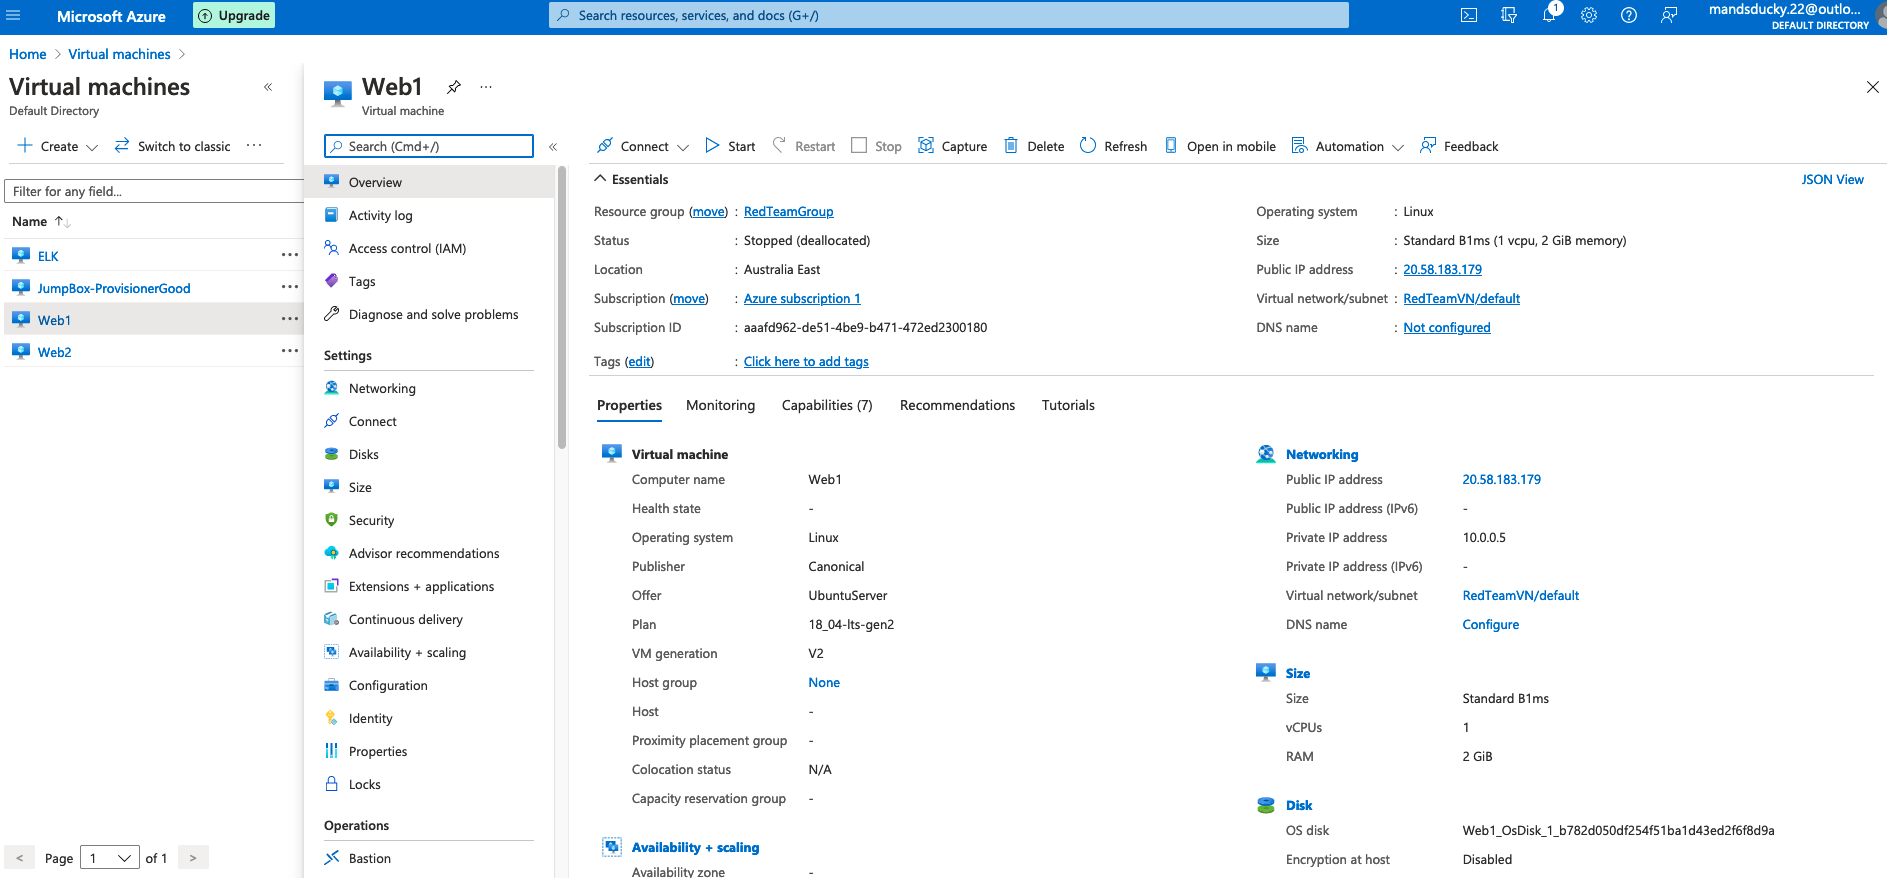 Microsoft Azure
Upgrade
Search resources, services, and docs (G+/)
1
mandsducky.22@outlo...
DEFAULT DIRECTORY
Home > Virtual machines >
Virtual machines
Default Directory
Create
Switch to classic
Filter for any field...
Name
ELK
JumpBox-ProvisionerGood
Web1
Web2
< Page 1 of 1 >
Web1
Virtual machine
Search (Cmd+/)
Overview
Activity log
Access control (IAM)
Tags
Diagnose and solve problems
Settings
Networking
Connect
Disks
Size
Security
Advisor recommendations
Extensions + applications
Continuous delivery
Availability + scaling
Configuration
Identity
Properties
Locks
Operations
Bastion
Connect Start Restart Stop Capture Delete Refresh Open in mobile Automation Feedback
Essentials
JSON View
Resource group (move) : RedTeamGroup
Status : Stopped (deallocated)
Location : Australia East
Subscription (move) : Azure subscription 1
Subscription ID : aaafd962-de51-4be9-b471-472ed2300180
Tags (edit) : Click here to add tags
Operating system : Linux
Size : Standard B1ms (1 vcpu, 2 GiB memory)
Public IP address : 20.58.183.179
Virtual network/subnet : RedTeamVN/default
DNS name : Not configured
Properties Monitoring Capabilities (7) Recommendations Tutorials
Virtual machine
Computer name Web1
Health state -
Operating system Linux
Publisher Canonical
Offer UbuntuServer
Plan 18_04-lts-gen2
VM generation V2
Host group None
Host -
Proximity placement group -
Colocation status N/A
Capacity reservation group -
Availability + scaling
Availability zone -
Networking
Public IP address 20.58.183.179
Public IP address (IPv6) -
Private IP address 10.0.0.5
Private IP address (IPv6) -
Virtual network/subnet RedTeamVN/default
DNS name Configure
Size
Size Standard B1ms
vCPUs 1
RAM 2 GiB
Disk
OS disk Web1_OsDisk_1_b782d050df254f51ba1d43ed2f6f8d9a
Encryption at host Disabled